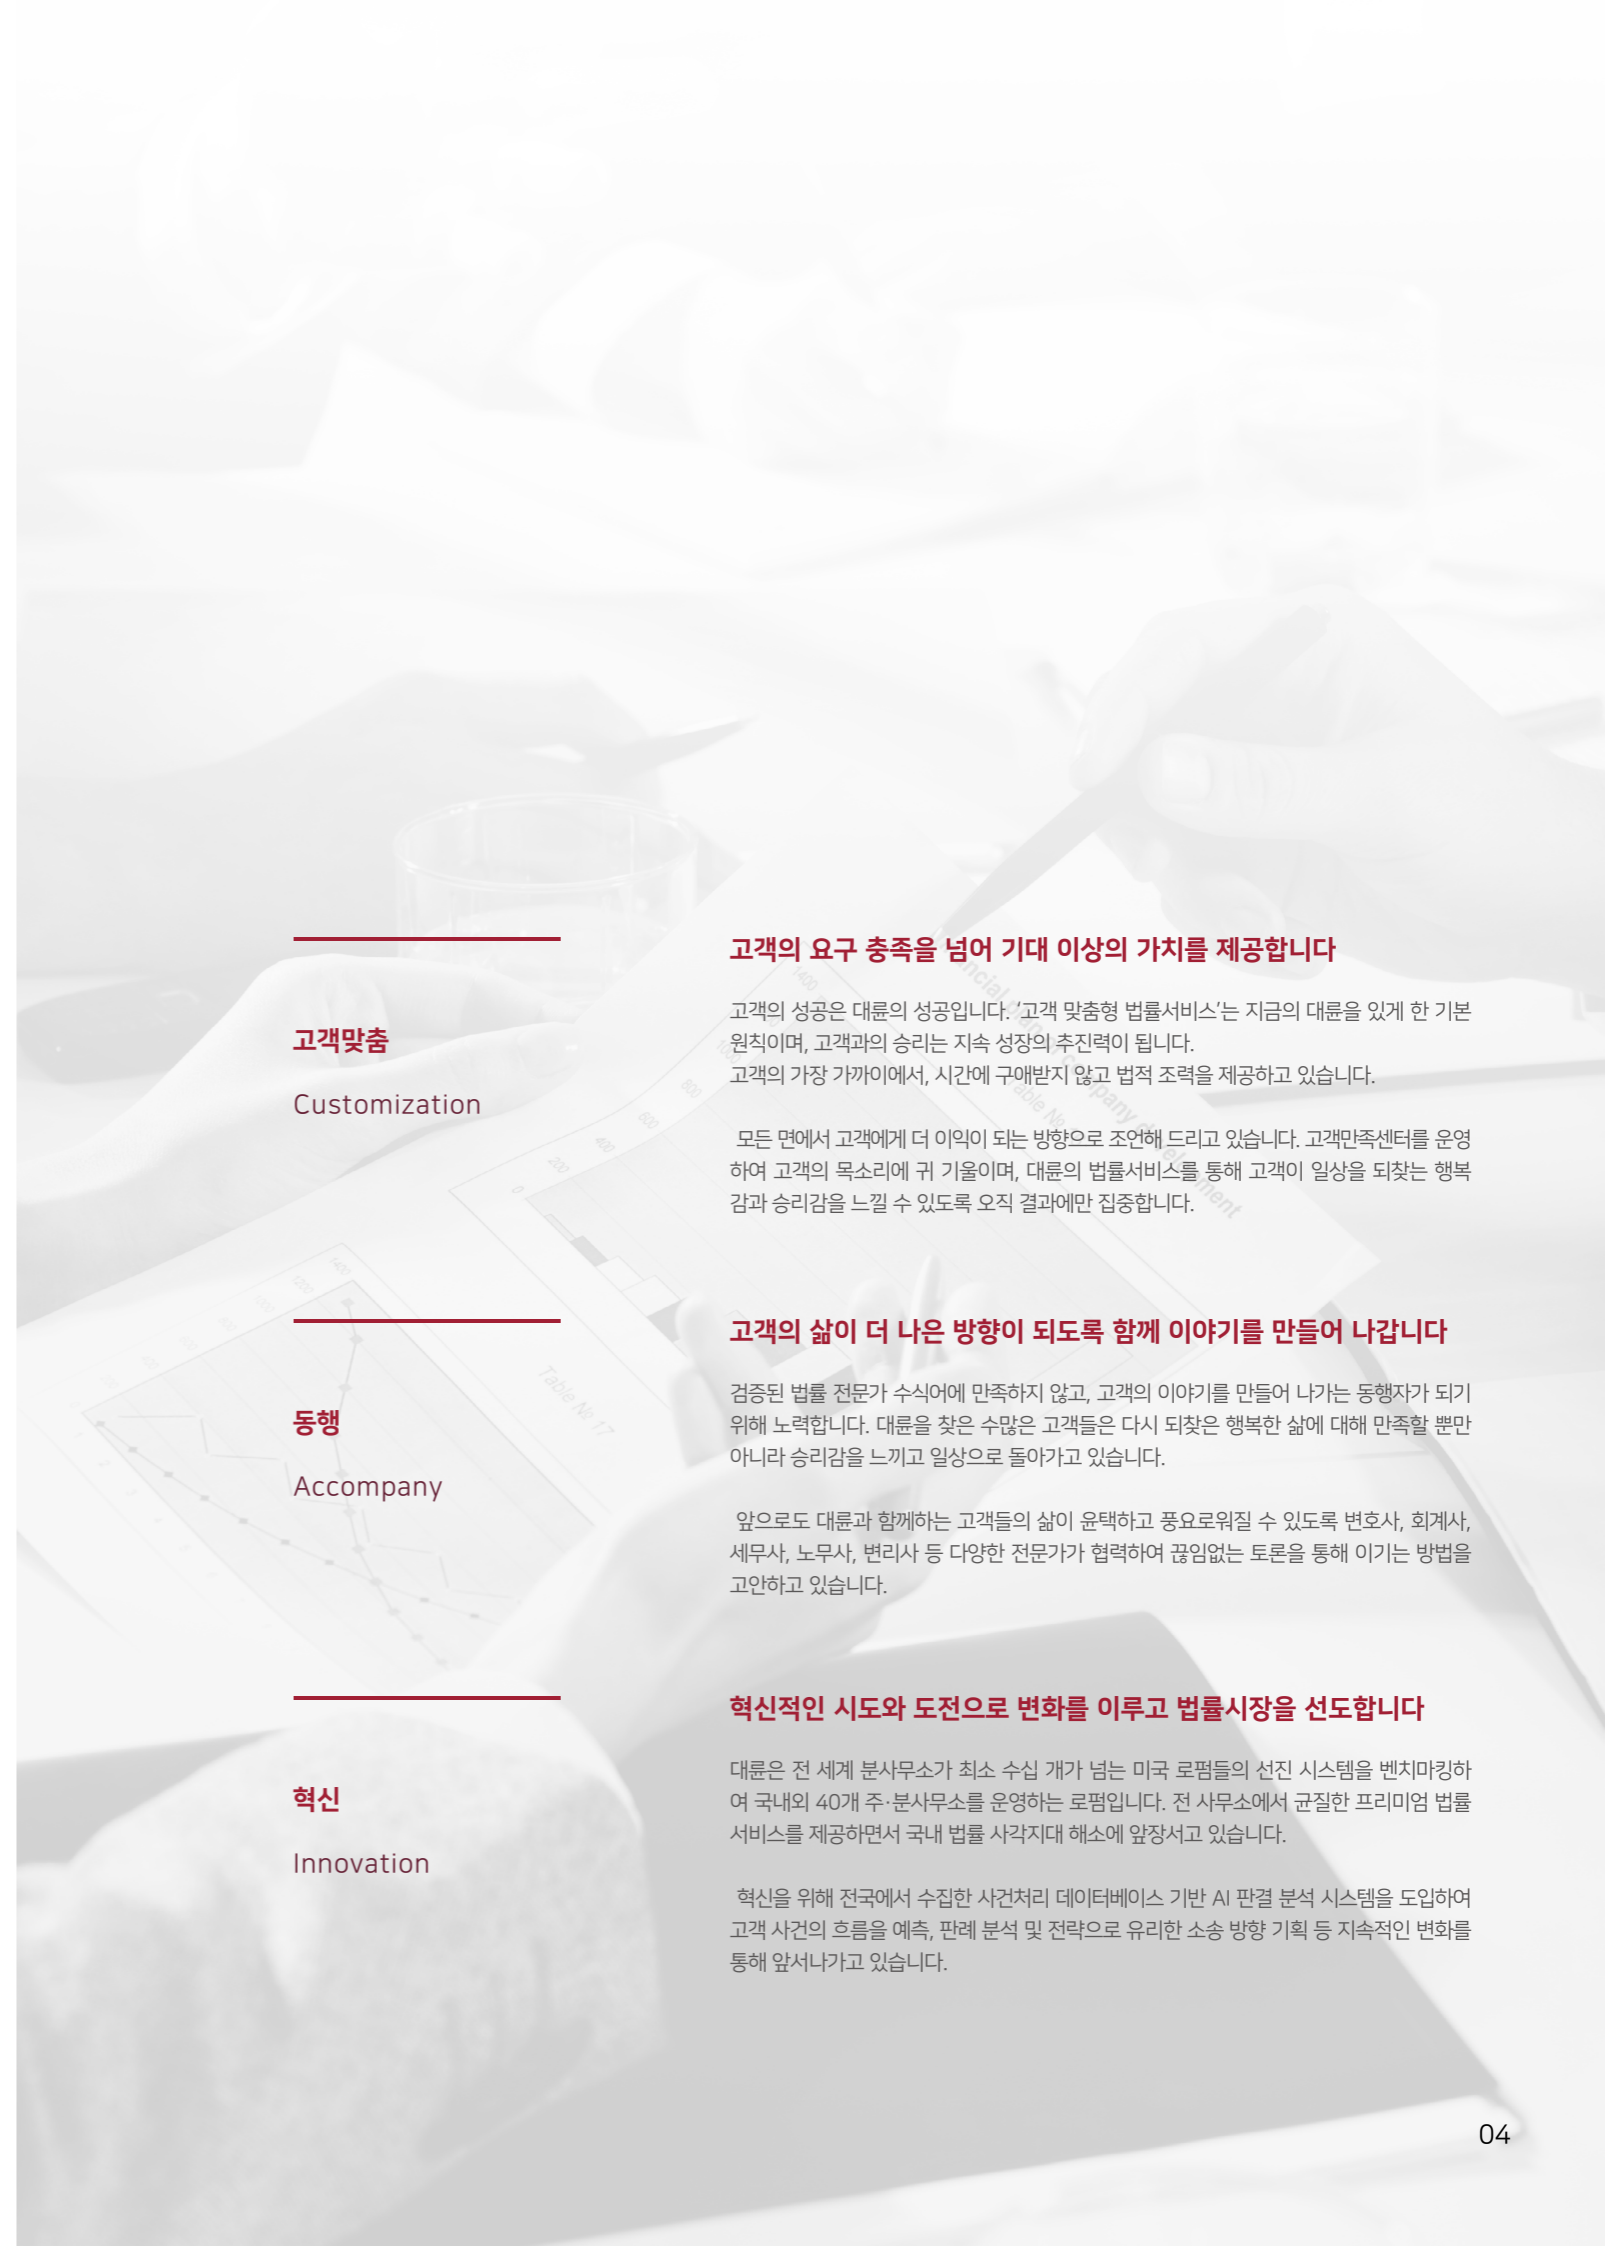 고객맞춤
Customization
고객의 요구 충족을 넘어 기대 이상의 가치를 제공합니다
고객의 성공은 대륜의 성공입니다. '고객 맞춤형 법률서비스'는 지금의 대륜을 있게 한 기본
원칙이며, 고객과의 승리는 지속 성장의 추진력이 됩니다.
고객의 가장 가까이에서, 시간에 구애받지 않고 법적 조력을 제공하고 있습니다.
모든 면에서 고객에게 더 이익이 되는 방향으로 조언해 드리고 있습니다. 고객만족센터를 운영
하여 고객의 목소리에 귀 기울이며, 대륜의 법률서비스를 통해 고객이 일상을 되찾는 행복
감과 승리감을 느낄 수 있도록 오직 결과에만 집중합니다.
동행
Accompany
고객의 삶이 더 나은 방향이 되도록 함께 이야기를 만들어 나갑니다
검증된 법률 전문가 수식어에 만족하지 않고, 고객의 이야기를 만들어 나가는 동행자가 되기
위해 노력합니다. 대륜을 찾은 수많은 고객들은 다시 되찾은 행복한 삶에 대해 만족할 뿐만
아니라 승리감을 느끼고 일상으로 돌아가고 있습니다.
앞으로도 대륜과 함께하는 고객들의 삶이 윤택하고 풍요로워질 수 있도록 변호사, 회계사,
세무사, 노무사, 변리사 등 다양한 전문가가 협력하여 끊임없는 토론을 통해 이기는 방법을
고안하고 있습니다.
혁신
Innovation
혁신적인 시도와 도전으로 변화를 이루고 법률시장을 선도합니다
대륜은 전 세계 분사무소가 최소 수십 개가 넘는 미국 로펌들의 선진 시스템을 벤치마킹하
여 국내외 40개 주·분사무소를 운영하는 로펌입니다. 전 사무소에서 균질한 프리미엄 법률
서비스를 제공하면서 국내 법률 사각지대 해소에 앞장서고 있습니다.
혁신을 위해 전국에서 수집한 사건처리 데이터베이스 기반 AI 판결 분석 시스템을 도입하여
고객 사건의 흐름을 예측, 판례 분석 및 전략으로 유리한 소송 방향 기획 등 지속적인 변화를
통해 앞서나가고 있습니다.
Financial plan of company development
Table №
1400
1000
800
600
400
200
0
Table № 17
1400
1200
04